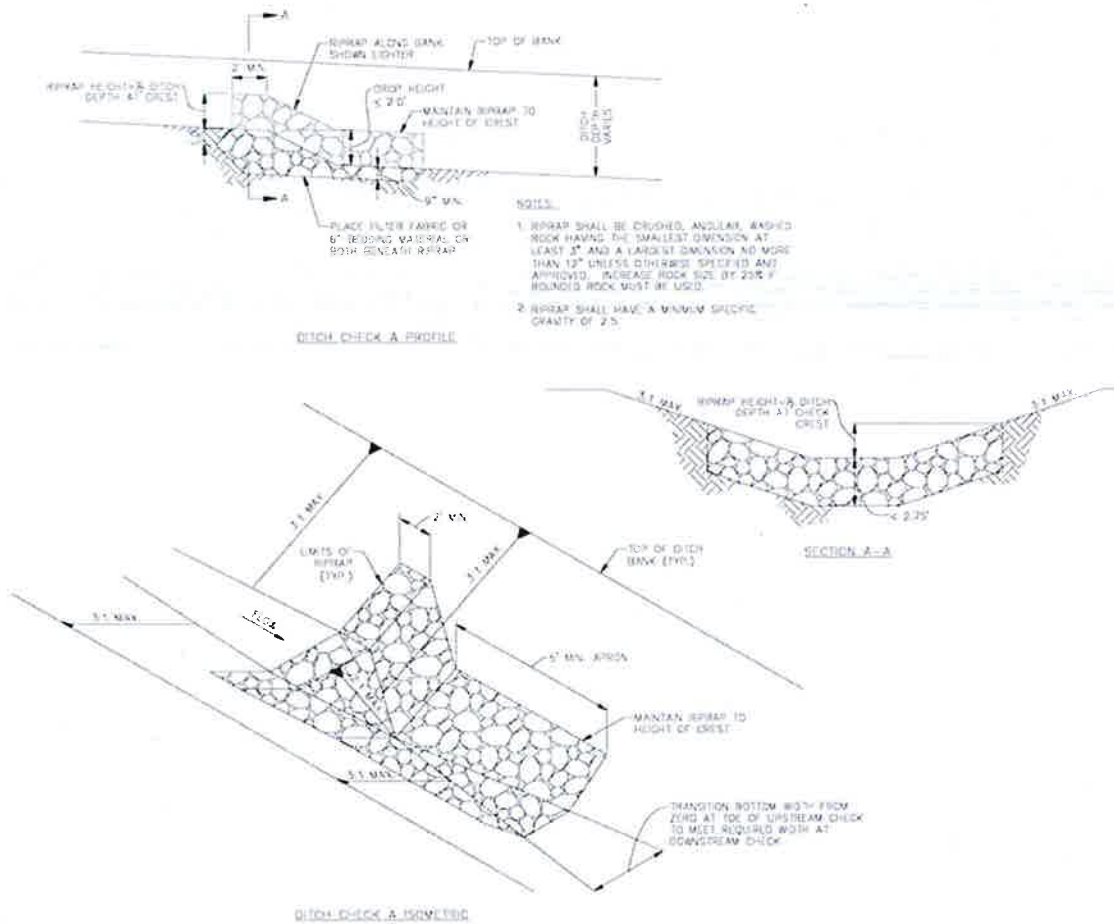 A
RIPRAP ALONG BANK
SHOWN LIGHTER
TOP OF BANK
2' MIN.
RIPRAP HEIGHT=⅔ DITCH
DEPTH AT CREST
DROP HEIGHT
≤ 2.0'
MAINTAIN RIPRAP TO
HEIGHT OF CREST
DITCH
DEPTH
VARIES
A
9" MIN.
PLACE FILTER FABRIC OR
6" BEDDING MATERIAL OR
BOTH BENEATH RIPRAP
NOTES:
1. RIPRAP SHALL BE CRUSHED, ANGULAR, WASHED
ROCK HAVING THE SMALLEST DIMENSION AT
LEAST 3" AND A LARGEST DIMENSION NO MORE
THAN 12" UNLESS OTHERWISE SPECIFIED AND
APPROVED. INCREASE ROCK SIZE BY 25% IF
ROUNDED ROCK MUST BE USED.
2. RIPRAP SHALL HAVE A MINIMUM SPECIFIC
GRAVITY OF 2.5.
DITCH CHECK A PROFILE
3:1 MAX.
RIPRAP HEIGHT=⅔ DITCH
DEPTH AT CHECK
CREST
3:1 MAX.
< 2.75'
SECTION A-A
3:1 MAX.
2' MIN.
LIMITS OF
RIPRAP
(TYP.)
3:1 MAX.
TOP OF DITCH
BANK (TYP.)
3:1 MAX.
FLOW
MAX.
6' MIN. APRON
MAINTAIN RIPRAP TO
HEIGHT OF CREST
3:1 MAX.
TRANSITION BOTTOM WIDTH FROM
ZERO AT TOE OF UPSTREAM CHECK
TO MEET REQUIRED WIDTH AT
DOWNSTREAM CHECK
DITCH CHECK A ISOMETRIC